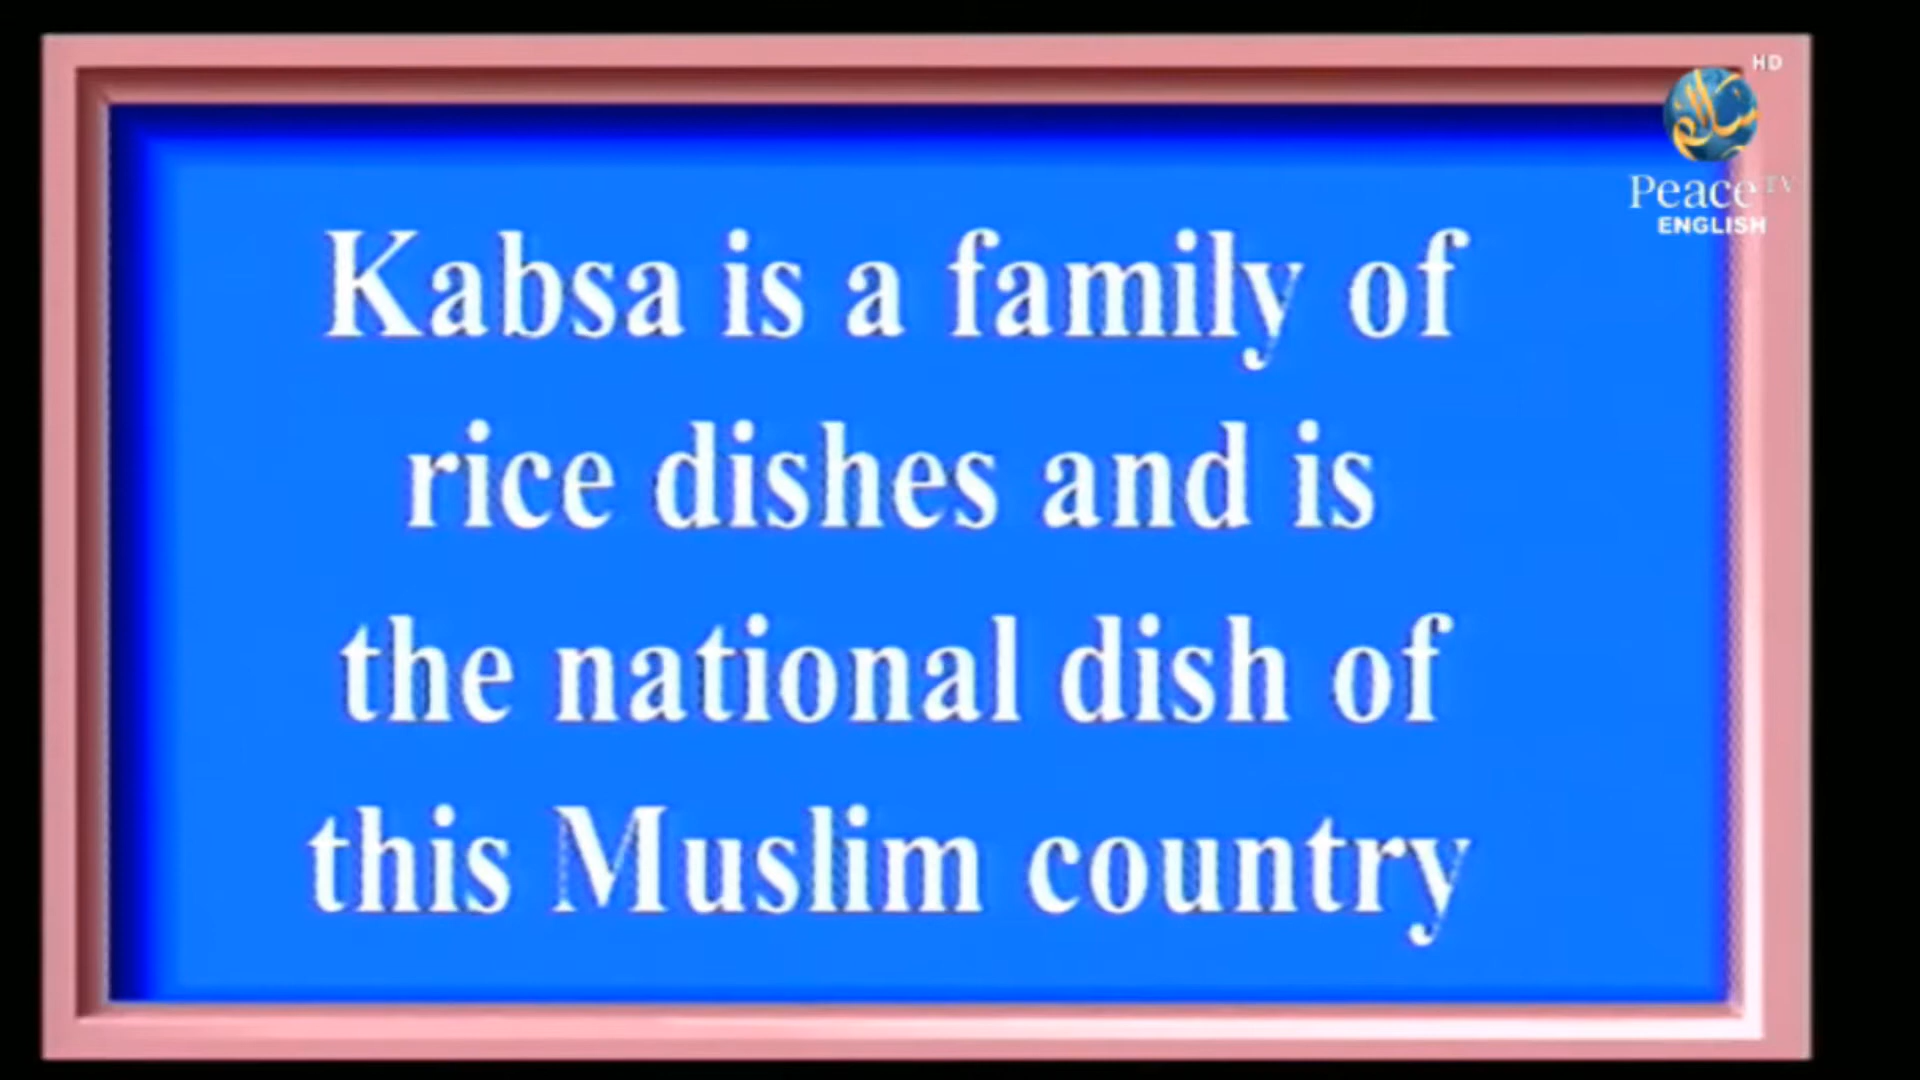 HD
سلام
Peace TV
ENGLISH
Kabsa is a family of
rice dishes and is
the national dish of
this Muslim country